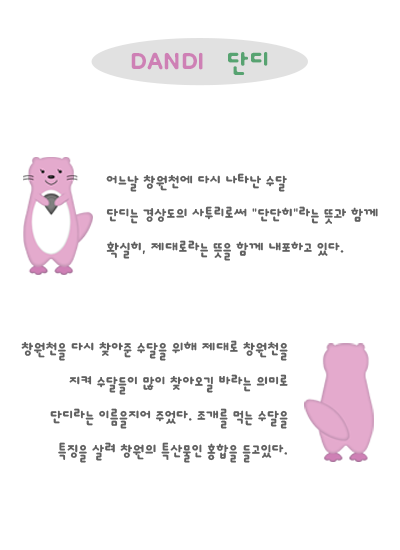 DANDI 단디
어느날 창원천에 다시 나타난 수달
단디는 경상도의 사투리로써 "단단히"라는 뜻과 함께
확실히, 제대로라는 뜻을 함께 내포하고 있다.
창원천을 다시 찾아준 수달을 위해 제대로 창원천을
지켜 수달들이 많이 찾아오길 바라는 의미로
단디라는 이름을지어 주었다. 조개를 먹는 수달을
특징을 살려 창원의 특산물인 홍합을 들고있다.